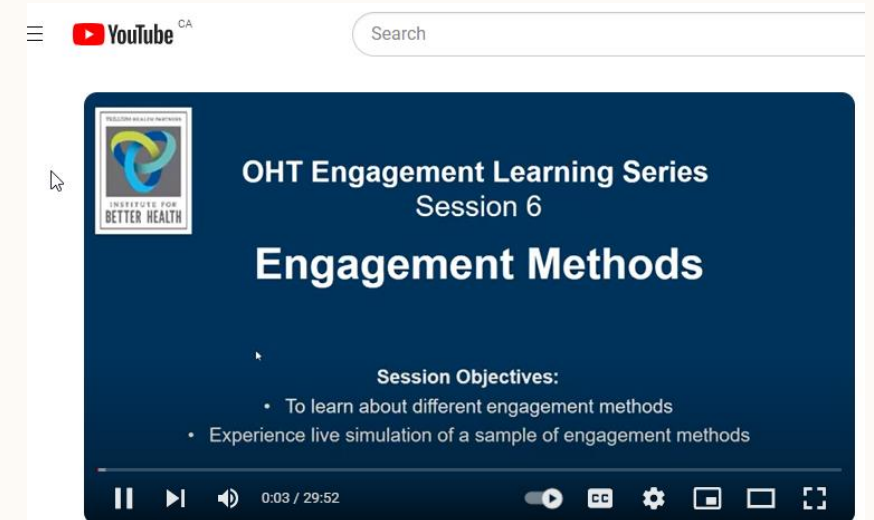 YouTube CA
Search
TRILLIUM HEALTH PARTNERS
INSTITUTE FOR
BETTER HEALTH
OHT Engagement Learning Series
Session 6
Engagement Methods
Session Objectives:
• To learn about different engagement methods
• Experience live simulation of a sample of engagement methods
0:03 / 29:52
CC